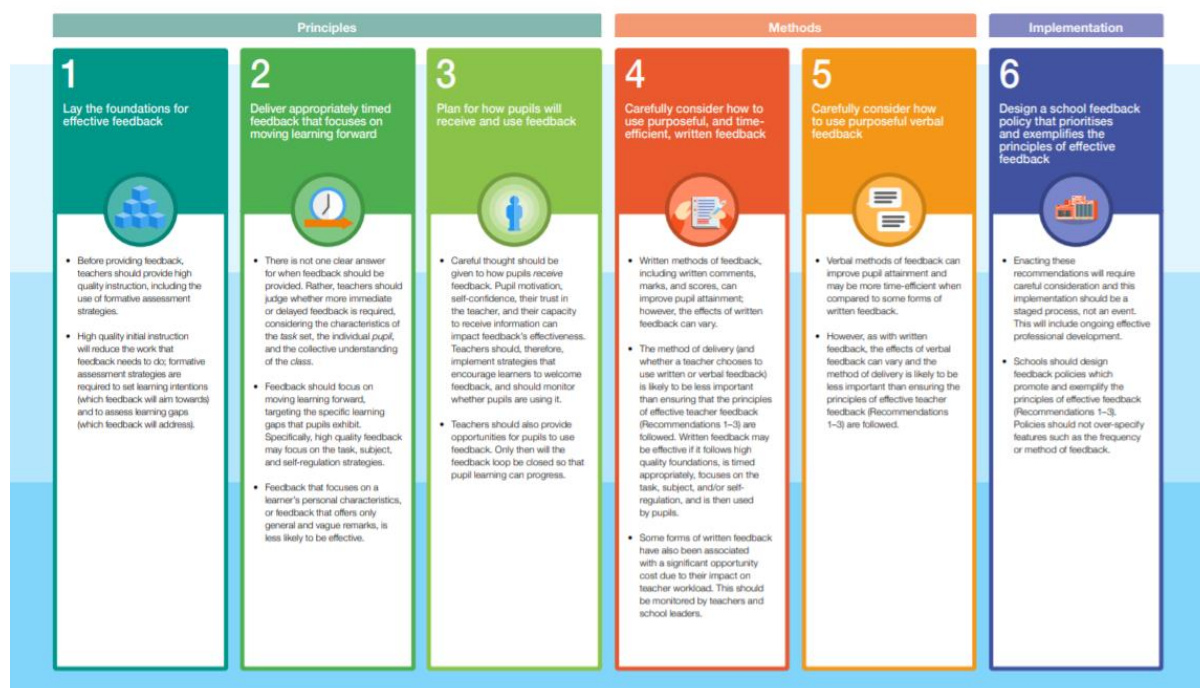 Principles
Methods
Implementation
1
Lay the foundations for
effective feedback
• Before providing feedback,
teachers should provide high
quality instruction, including the
use of formative assessment
strategies.
• High quality initial instruction
will reduce the work that
feedback needs to do; formative
assessment strategies are
required to set learning intentions
(which feedback will aim towards)
and to assess learning gaps
(which feedback will address).
2
Deliver appropriately timed
feedback that focuses on
moving learning forward
• There is not one clear answer
for when feedback should be
provided. Rather, teachers should
judge whether more immediate
or delayed feedback is required,
considering the characteristics of
the task set, the individual pupil,
and the collective understanding
of the class.
• Feedback should focus on
moving learning forward,
targeting the specific learning
gaps that pupils exhibit.
Specifically, high quality feedback
may focus on the task, subject,
and self-regulation strategies.
• Feedback that focuses on a
learner's personal characteristics,
or feedback that offers only
general and vague remarks, is
less likely to be effective.
3
Plan for how pupils will
receive and use feedback
• Careful thought should be
given to how pupils receive
feedback. Pupil motivation,
self-confidence, their trust in
the teacher, and their capacity
to receive information can
impact feedback's effectiveness.
Teachers should, therefore,
implement strategies that
encourage learners to welcome
feedback, and should monitor
whether pupils are using it.
• Teachers should also provide
opportunities for pupils to use
feedback. Only then will the
feedback loop be closed so that
pupil learning can progress.
4
Carefully consider how to
use purposeful, and time-
efficient, written feedback
• Written methods of feedback,
including written comments,
marks, and scores, can
improve pupil attainment;
however, the effects of written
feedback can vary.
• The method of delivery (and
whether a teacher chooses to
use written or verbal feedback)
is likely to be less important
than ensuring that the principles
of effective teacher feedback
(Recommendations 1–3) are
followed. Written feedback may
be effective if it follows high
quality foundations, is timed
appropriately, focuses on the
task, subject, and/or self-
regulation, and is then used
by pupils.
• Some forms of written feedback
have also been associated
with a significant opportunity
cost due to their impact on
teacher workload. This should
be monitored by teachers and
school leaders.
5
Carefully consider how
to use purposeful verbal
feedback
• Verbal methods of feedback can
improve pupil attainment and
may be more time-efficient when
compared to some forms of
written feedback.
• However, as with written
feedback, the effects of verbal
feedback can vary and the
method of delivery is likely to be
less important than ensuring the
principles of effective teacher
feedback (Recommendations
1–3) are followed.
6
Design a school feedback
policy that prioritises
and exemplifies the
principles of effective
feedback
• Enacting these
recommendations will require
careful consideration and this
implementation should be a
staged process, not an event.
This will include ongoing effective
professional development.
• Schools should design
feedback policies which
promote and exemplify the
principles of effective feedback
(Recommendations 1–3).
Policies should not over-specify
features such as the frequency
or method of feedback.